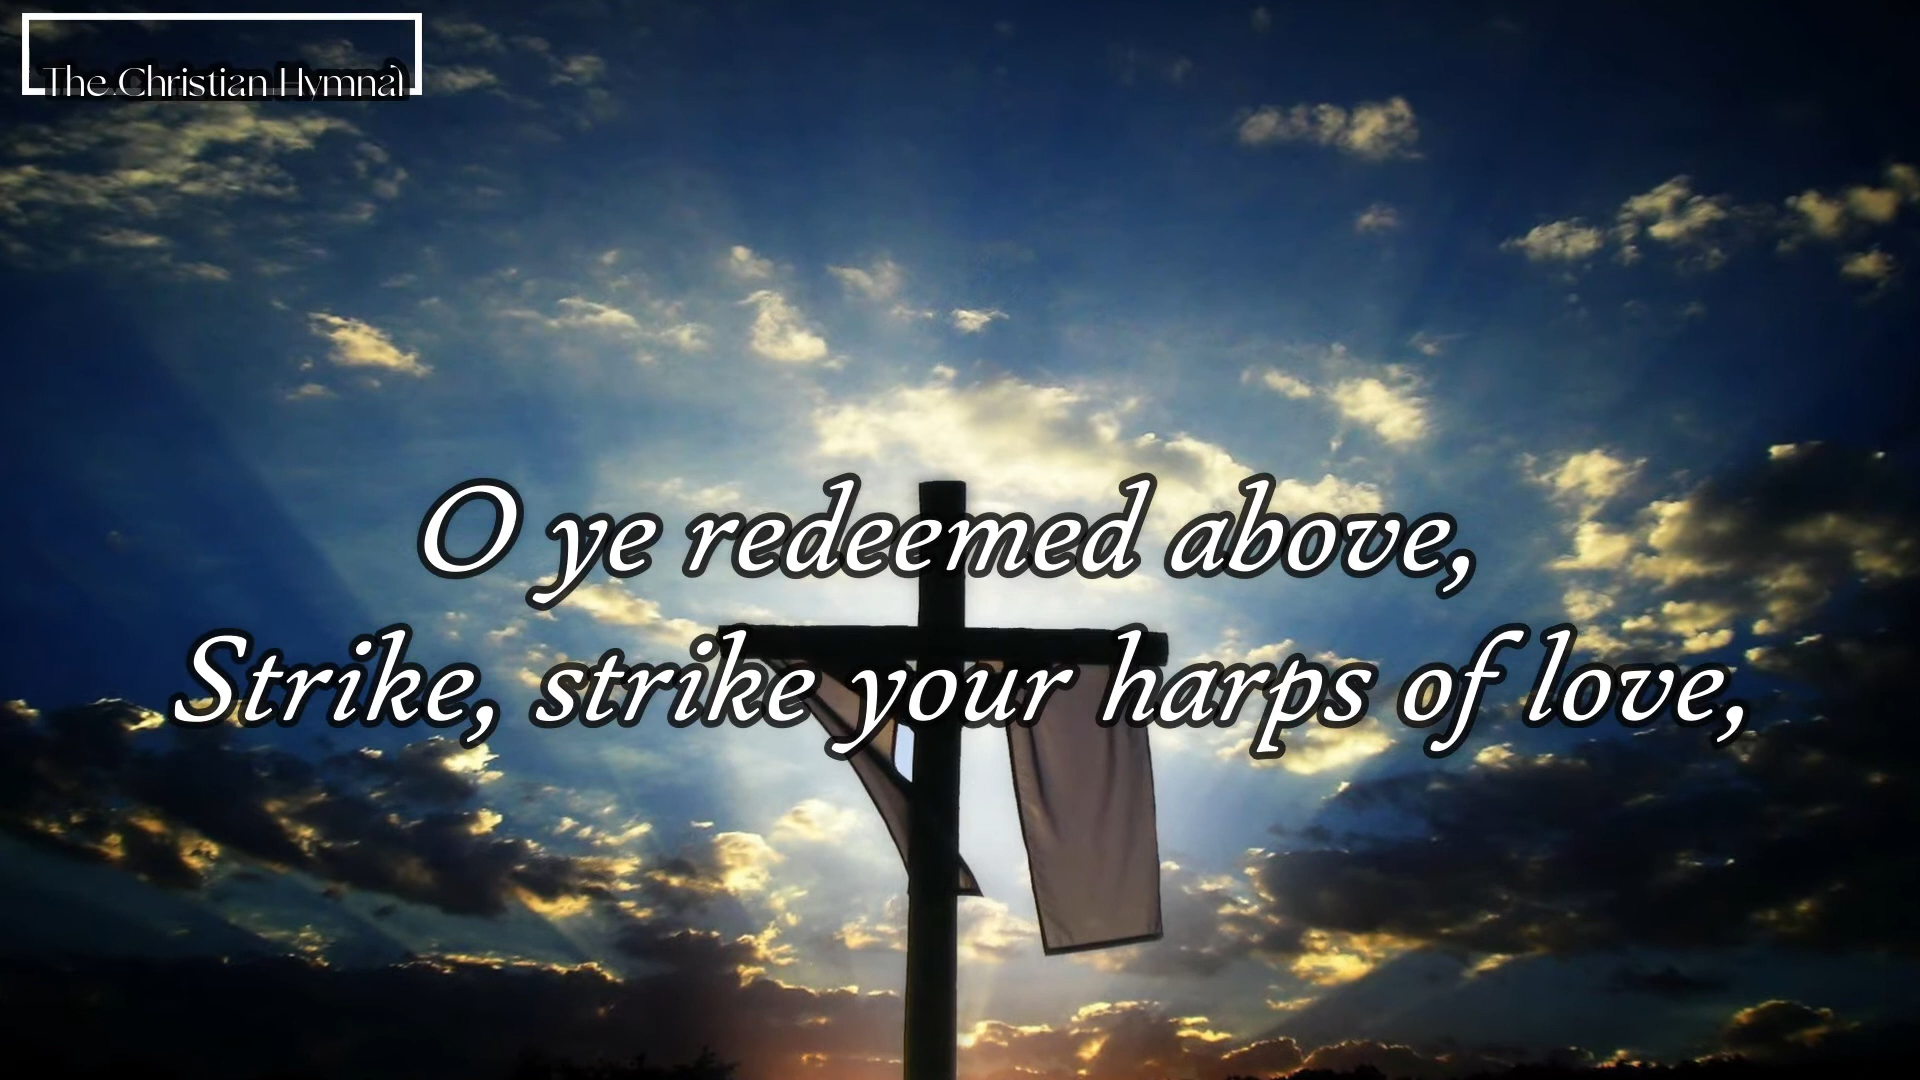 The Christian Hymnal
O ye redeemed above,
Strike, strike your harps of love,